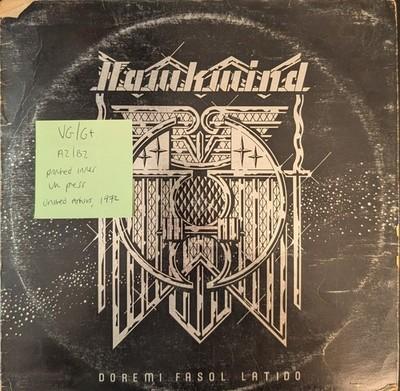 Hawkwind
VG/G+
A2/B2
printed inner
UK press
United Artists, 1972
DOREMI FASOL LATIDO